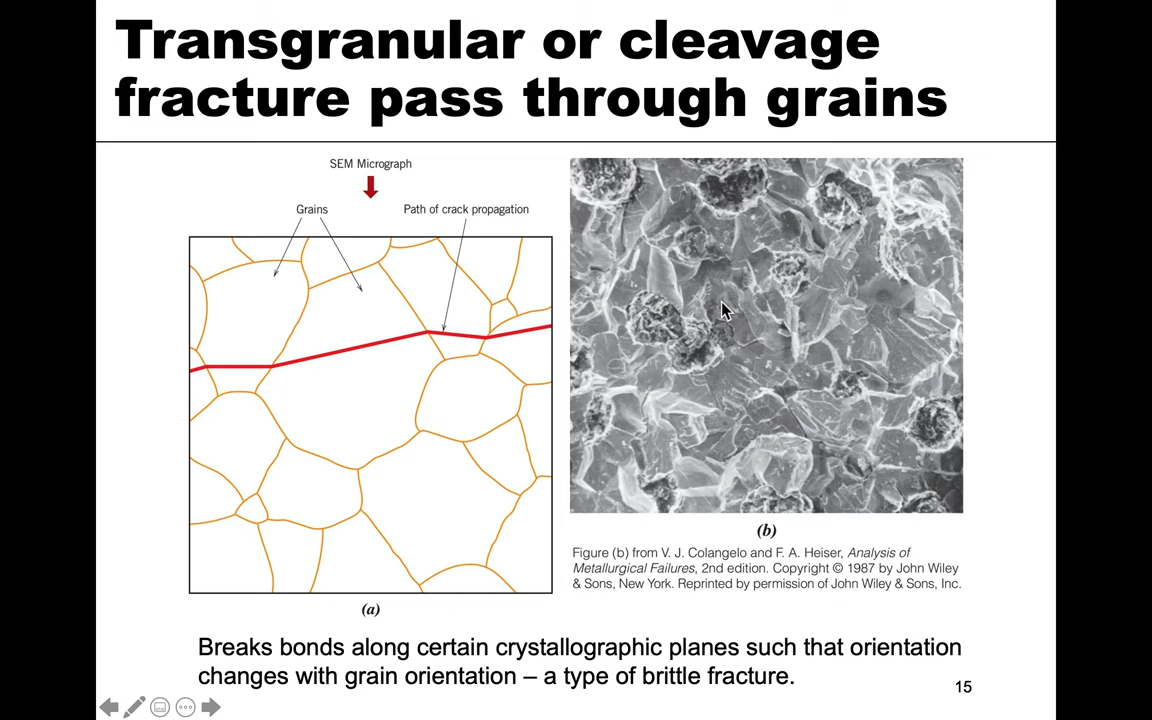 Transgranular or cleavage
fracture pass through grains
SEM Micrograph
Grains
Path of crack propagation
(a)
(b)
Figure (b) from V. J. Colangelo and F. A. Heiser, Analysis of
Metallurgical Failures, 2nd edition. Copyright © 1987 by John Wiley
& Sons, New York. Reprinted by permission of John Wiley & Sons, Inc.
Breaks bonds along certain crystallographic planes such that orientation
changes with grain orientation – a type of brittle fracture.
15